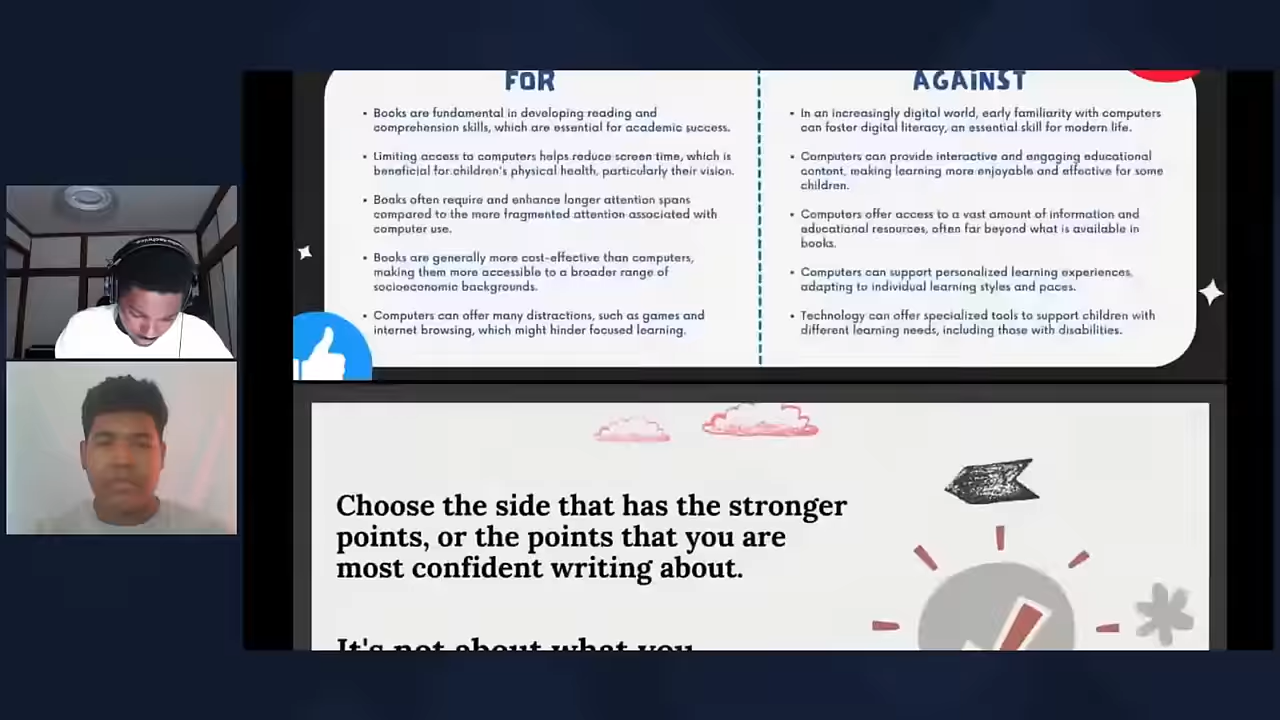 FOR
Books are fundamental in developing reading and
comprehension skills, which are essential for academic success.
Limiting access to computers helps reduce screen time, which is
beneficial for children's physical health, particularly their vision.
Books often require and enhance longer attention spans
compared to the more fragmented attention associated with
computer use.
Books are generally more cost-effective than computers,
making them more accessible to a broader range of
socioeconomic backgrounds.
Computers can offer many distractions, such as games and
internet browsing, which might hinder focused learning.
AGAINST
In an increasingly digital world, early familiarity with computers
can foster digital literacy, an essential skill for modern life.
Computers can provide interactive and engaging educational
content, making learning more enjoyable and effective for some
children.
Computers offer access to a vast amount of information and
educational resources, often far beyond what is available in
books.
Computers can support personalized learning experiences,
adapting to individual learning styles and paces.
Technology can offer specialized tools to support children with
different learning needs, including those with disabilities.
Choose the side that has the stronger
points, or the points that you are
most confident writing about.
It's not about what you